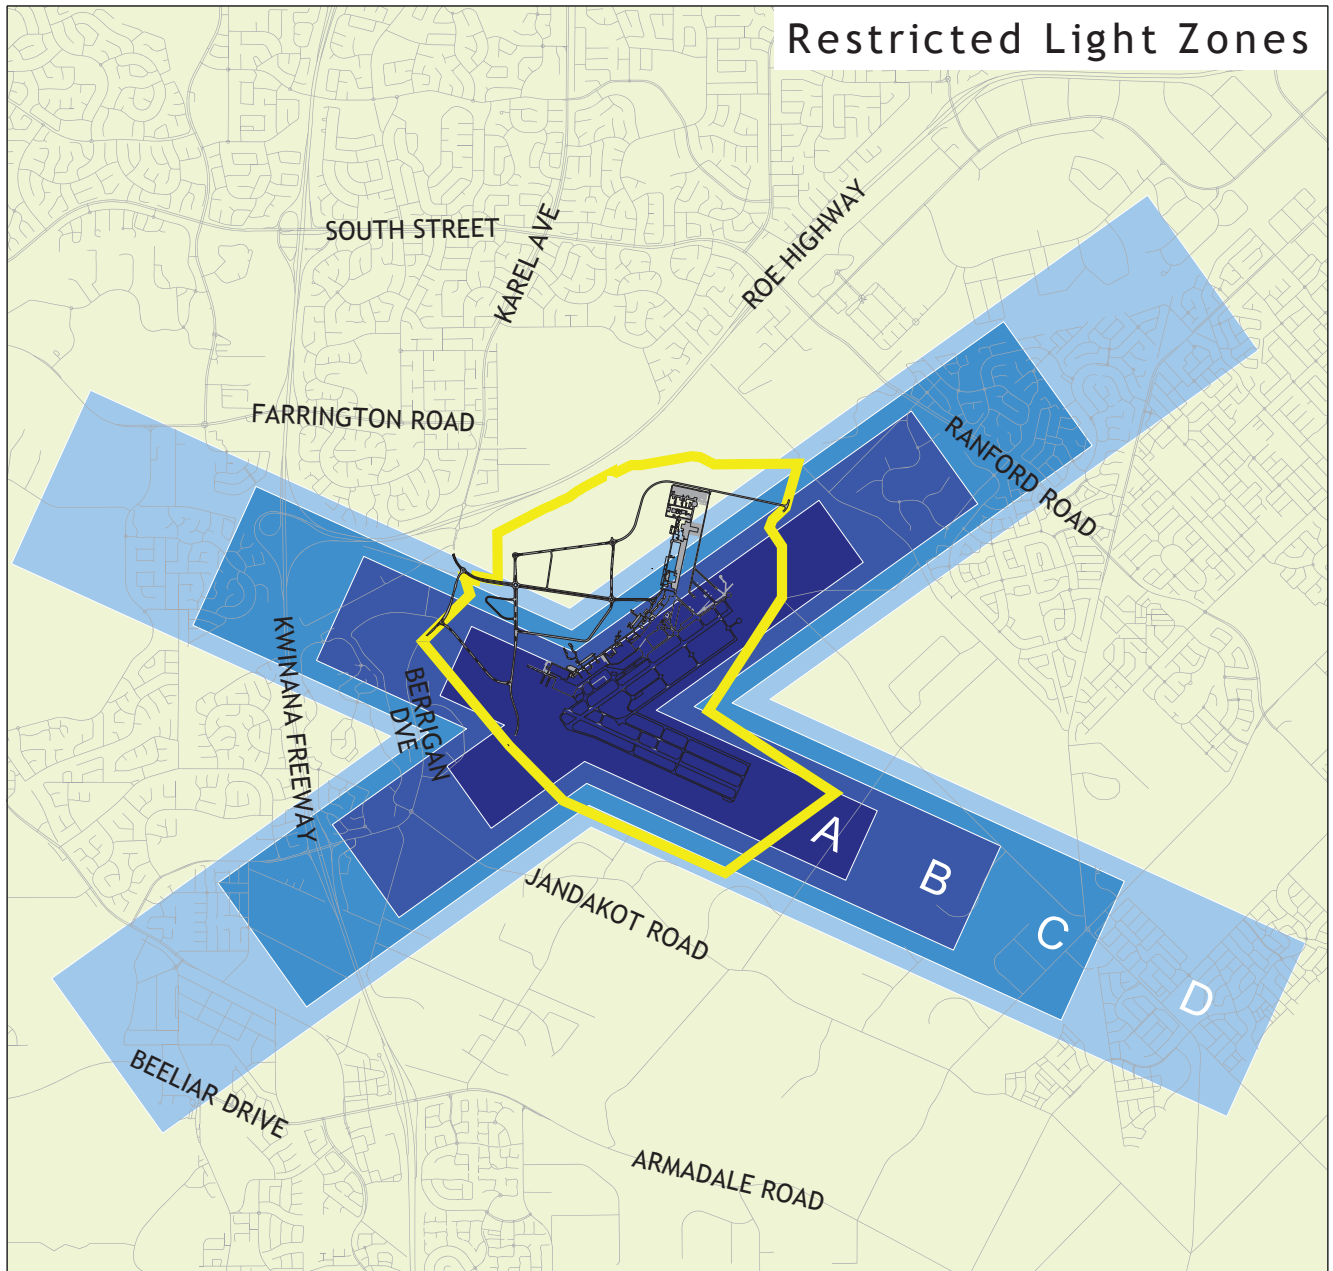 Restricted Light Zones
SOUTH STREET
KAREL AVE
ROE HIGHWAY
FARRINGTON ROAD
RANFORD ROAD
KWINANA FREEWAY
BERRIGAN
DVE
A
B
C
D
JANDAKOT ROAD
BEELIAR DRIVE
ARMADALE ROAD